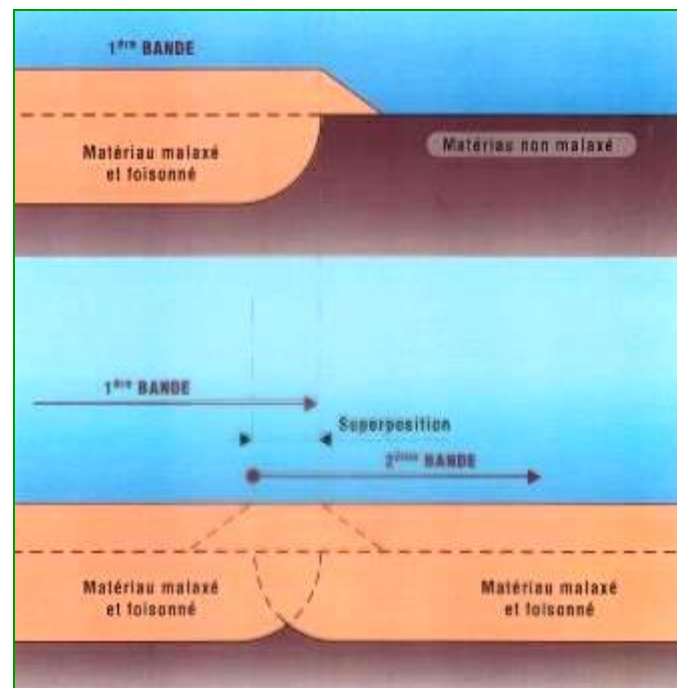 1ère BANDE
Matériau malaxé
et foisonné
Matériau non malaxé
1ère BANDE
Superposition
2ème BANDE
Matériau malaxé
et foisonné
Matériau malaxé
et foisonné